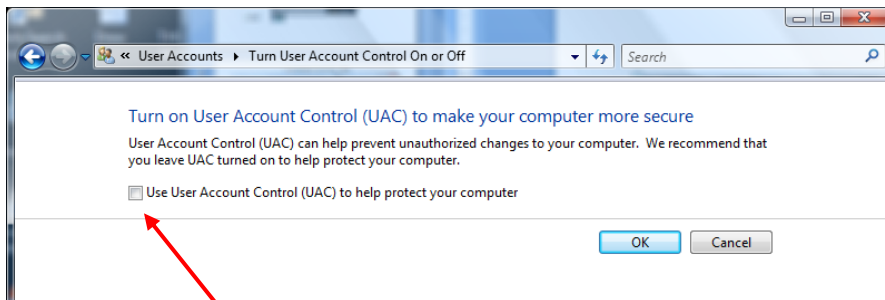 « User Accounts ▸ Turn User Account Control On or Off
Search
Turn on User Account Control (UAC) to make your computer more secure
User Account Control (UAC) can help prevent unauthorized changes to your computer. We recommend that
you leave UAC turned on to help protect your computer.
Use User Account Control (UAC) to help protect your computer
OK
Cancel